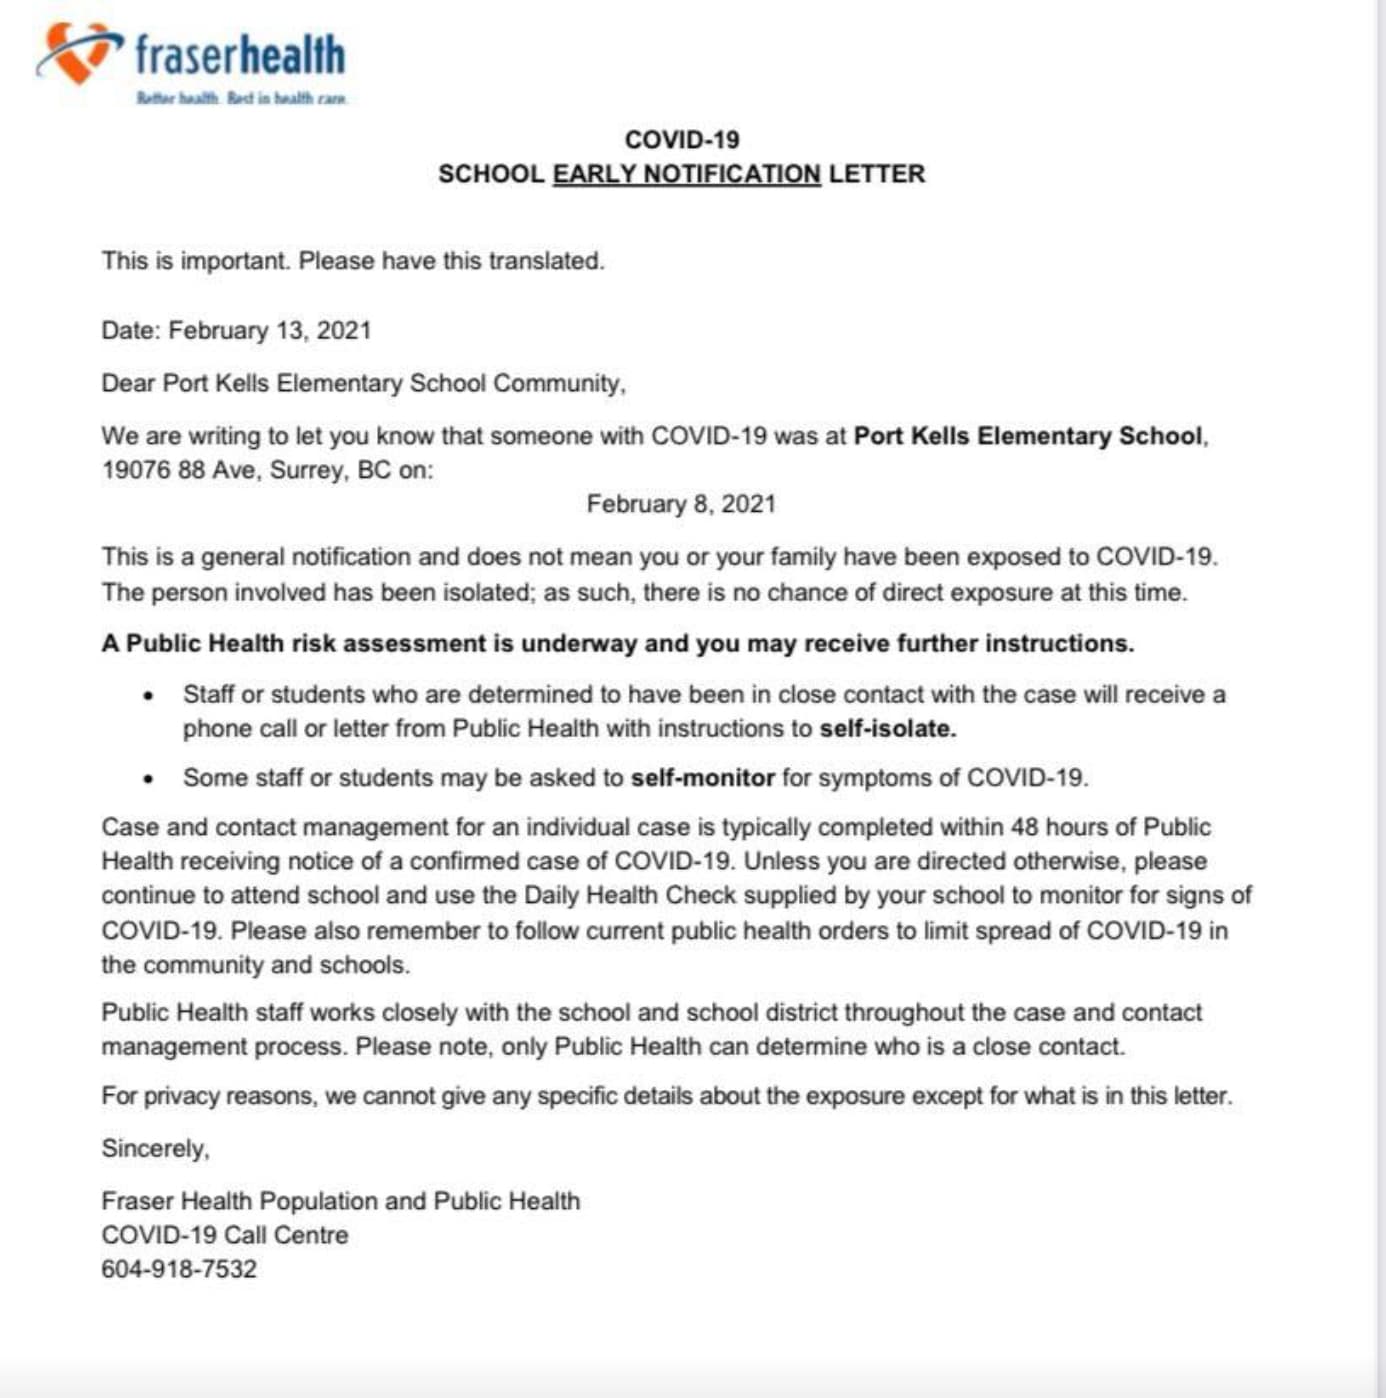 fraserhealth
Better health. Best in health care.
COVID-19
SCHOOL EARLY NOTIFICATION LETTER
This is important. Please have this translated.
Date: February 13, 2021
Dear Port Kells Elementary School Community,
We are writing to let you know that someone with COVID-19 was at Port Kells Elementary School,
19076 88 Ave, Surrey, BC on:
February 8, 2021
This is a general notification and does not mean you or your family have been exposed to COVID-19.
The person involved has been isolated; as such, there is no chance of direct exposure at this time.
A Public Health risk assessment is underway and you may receive further instructions.
• Staff or students who are determined to have been in close contact with the case will receive a
phone call or letter from Public Health with instructions to self-isolate.
• Some staff or students may be asked to self-monitor for symptoms of COVID-19.
Case and contact management for an individual case is typically completed within 48 hours of Public
Health receiving notice of a confirmed case of COVID-19. Unless you are directed otherwise, please
continue to attend school and use the Daily Health Check supplied by your school to monitor for signs of
COVID-19. Please also remember to follow current public health orders to limit spread of COVID-19 in
the community and schools.
Public Health staff works closely with the school and school district throughout the case and contact
management process. Please note, only Public Health can determine who is a close contact.
For privacy reasons, we cannot give any specific details about the exposure except for what is in this letter.
Sincerely,
Fraser Health Population and Public Health
COVID-19 Call Centre
604-918-7532